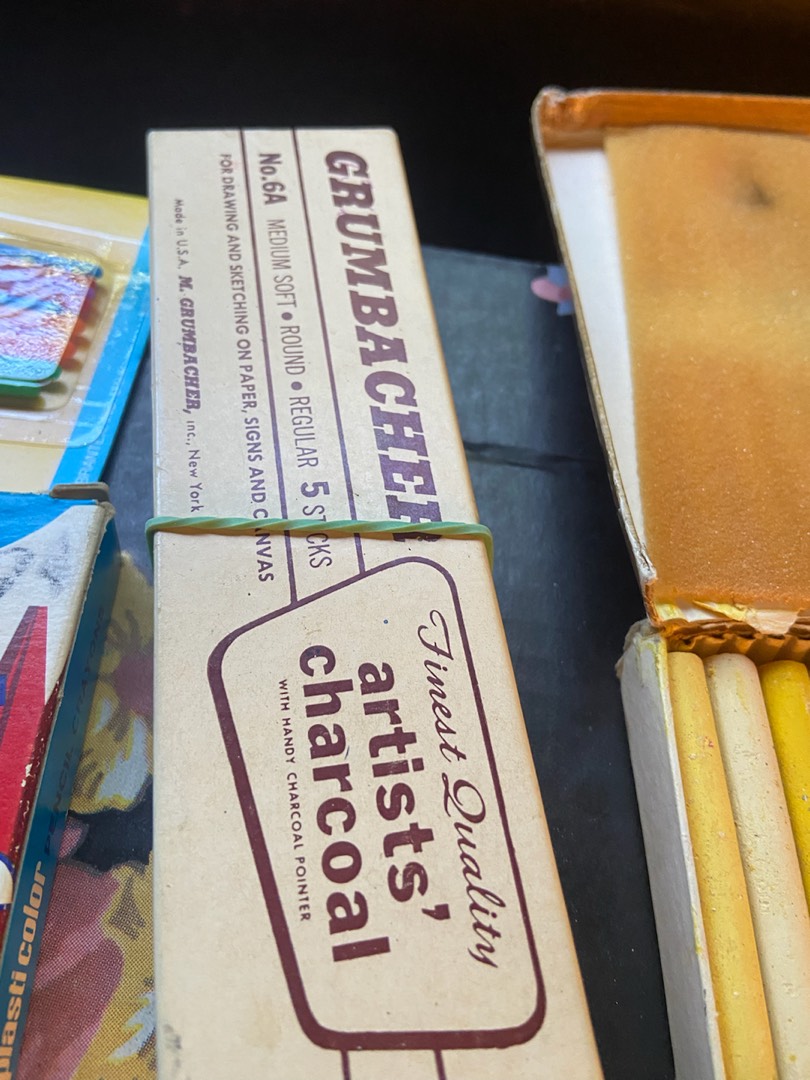 GRUMBACHER
No.6A MEDIUM SOFT • ROUND • REGULAR 5 STICKS
FOR DRAWING AND SKETCHING ON PAPER, SIGNS AND CANVAS
Made in U.S.A. M. GRUMBACHER, inc., New York
Finest Quality
artists'
charcoal
WITH HANDY CHARCOAL POINTER
plasti color